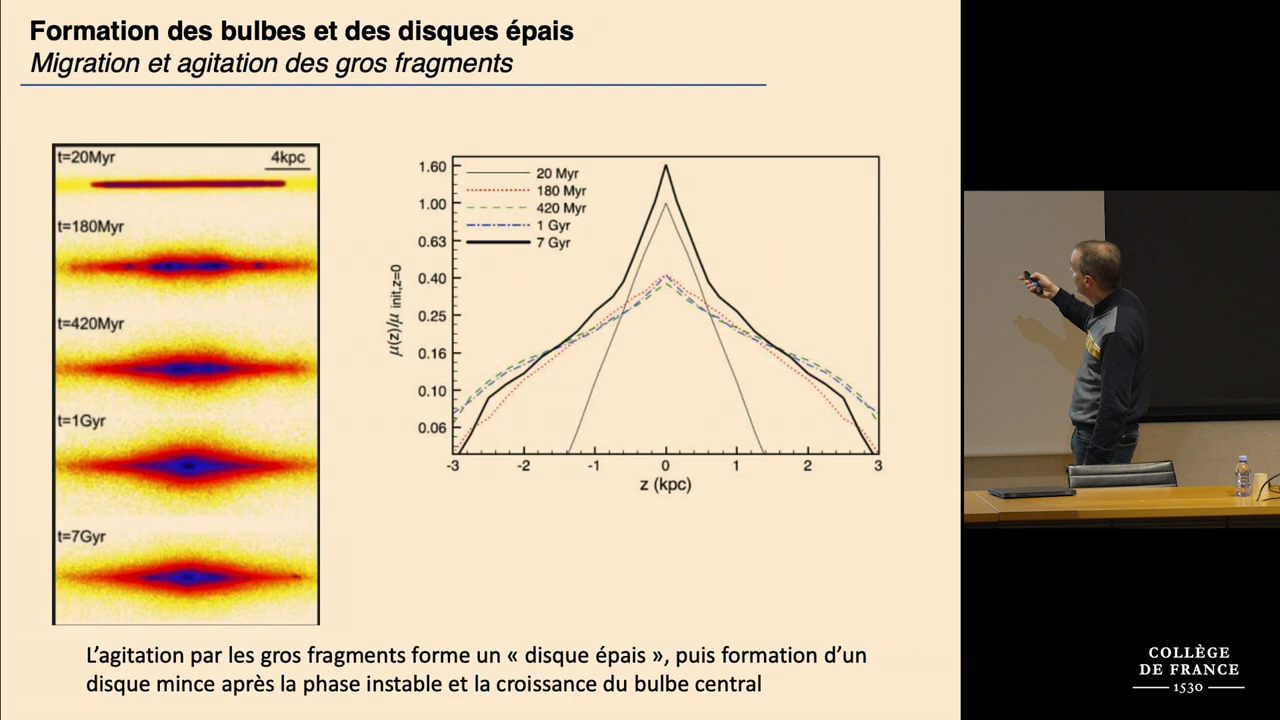 Formation des bulbes et des disques épais
Migration et agitation des gros fragments
t=20Myr
4kpc
t=180Myr
t=420Myr
t=1Gyr
t=7Gyr
20 Myr
180 Myr
420 Myr
1 Gyr
7 Gyr
1.60
1.00
0.63
0.40
0.25
0.16
0.10
0.06
μ(z)/μ init,z=0
-3 -2 -1 0 1 2 3
z (kpc)
L'agitation par les gros fragments forme un « disque épais », puis formation d'un
disque mince après la phase instable et la croissance du bulbe central
COLLÈGE
DE FRANCE
1530